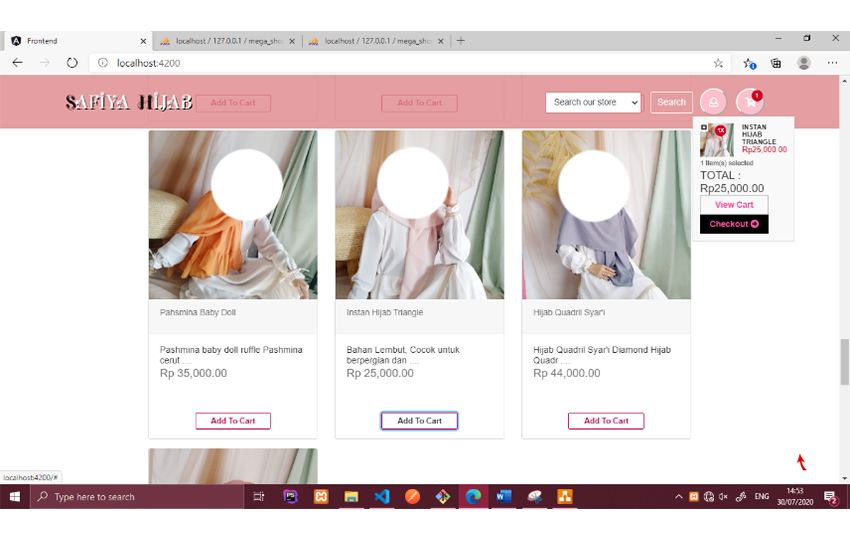 Frontend
localhost / 127.0.0.1 / mega_shop
localhost / 127.0.0.1 / mega_shop
localhost:4200
SAFIYA HIJAB
Add To Cart
Add To Cart
Search our store
Search
1
1X
INSTAN
HIJAB
TRIANGLE
Rp25,000.00
1 Item(s) selected
TOTAL :
Rp25,000.00
View Cart
Checkout
Pahsmina Baby Doll
Instan Hijab Triangle
Hijab Quadril Syar'i
Pashmina baby doll ruffle Pashmina
cerut ....
Rp 35,000.00
Bahan Lembut, Cocok untuk
berpergian dan ....
Rp 25,000.00
Hijab Quadril Syar'i Diamond Hijab
Quadr ....
Rp 44,000.00
Add To Cart
Add To Cart
Add To Cart
localhost:4200/#
Type here to search
PS
ENG
14:53
30/07/2020
2